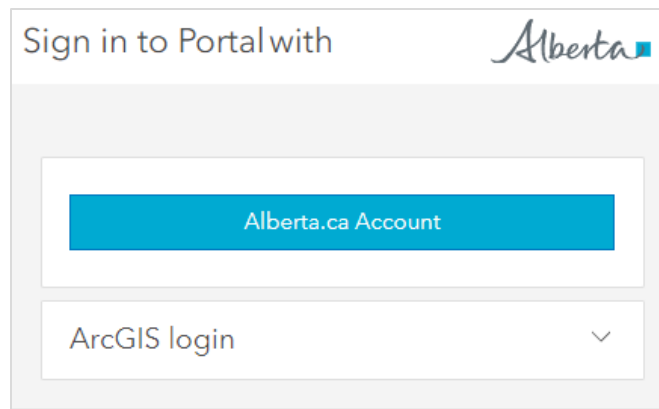 Sign in to Portal with
Alberta
Alberta.ca Account
ArcGIS login